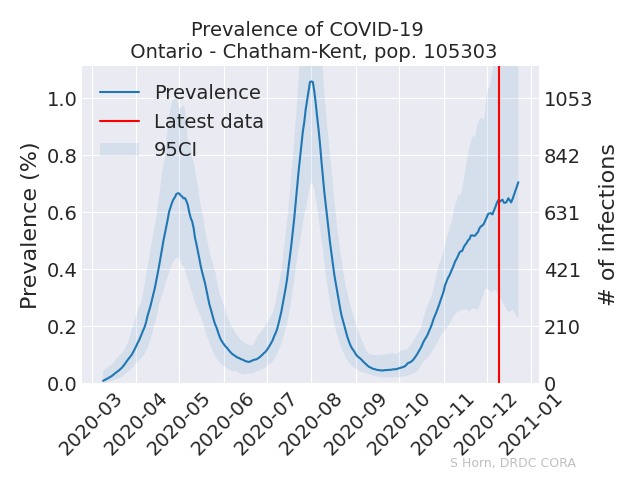 Prevalence of COVID-19
Ontario - Chatham-Kent, pop. 105303
Prevalence
Latest data
95CI
Prevalence (%)
1.0
0.8
0.6
0.4
0.2
0.0
1053
842
631
421
210
0
# of infections
2020-03
2020-04
2020-05
2020-06
2020-07
2020-08
2020-09
2020-10
2020-11
2020-12
2021-01
S Horn, DRDC CORA